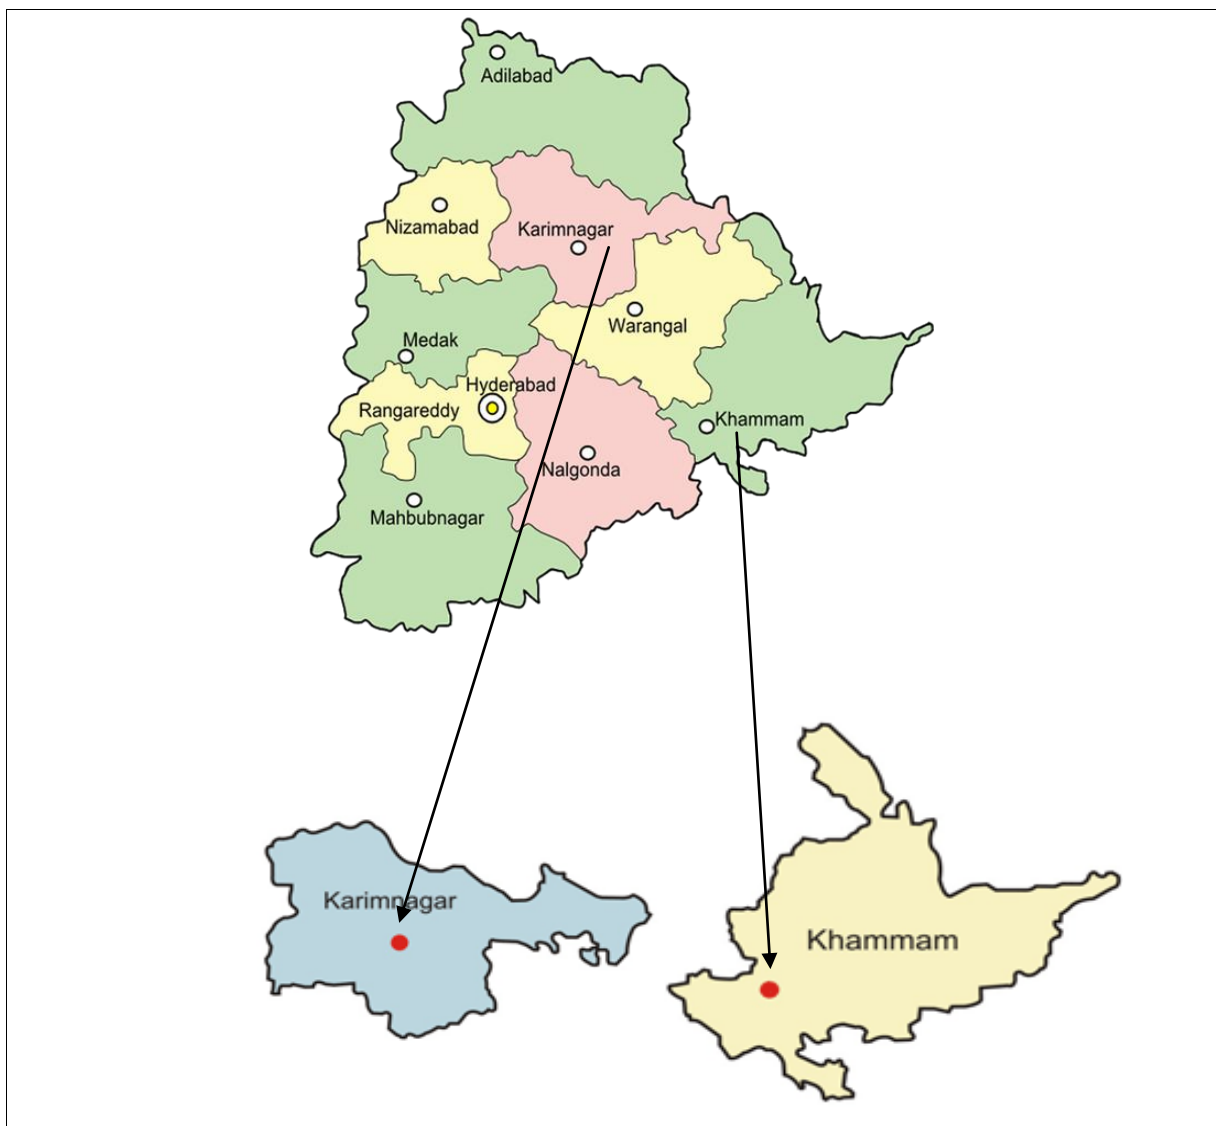 Adilabad
Nizamabad
Karimnagar
Warangal
Medak
Hyderabad
Rangareddy
Khammam
Nalgonda
Mahbubnagar
Karimnagar
Khammam